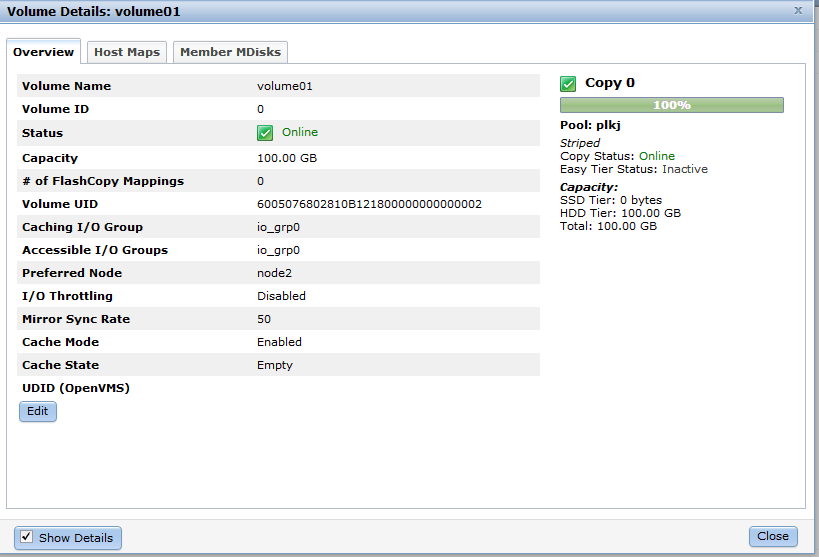 Volume Details: volume01 x
Overview Host Maps Member MDisks
Volume Name volume01
Volume ID 0
Status Online
Capacity 100.00 GB
# of FlashCopy Mappings 0
Volume UID 6005076802810B121800000000000002
Caching I/O Group io_grp0
Accessible I/O Groups io_grp0
Preferred Node node2
I/O Throttling Disabled
Mirror Sync Rate 50
Cache Mode Enabled
Cache State Empty
UDID (OpenVMS)
Edit
Copy 0
100%
Pool: plkj
Striped
Copy Status: Online
Easy Tier Status: Inactive
Capacity:
SSD Tier: 0 bytes
HDD Tier: 100.00 GB
Total: 100.00 GB
Show Details Close